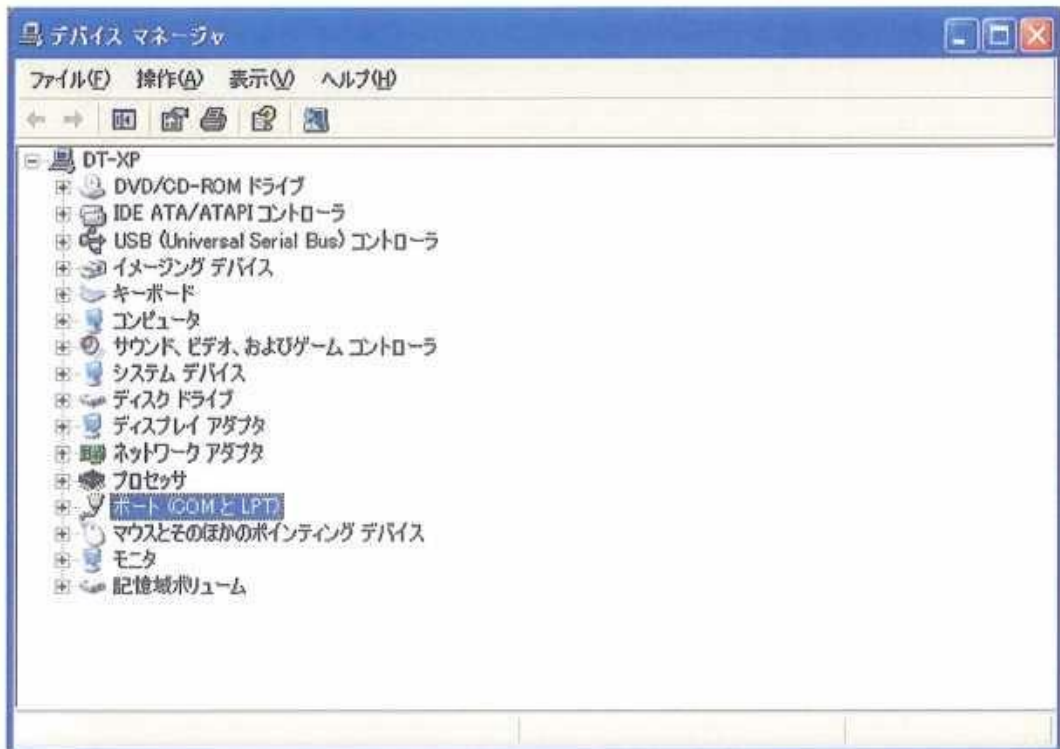 デバイス マネージャ
ファイル(F) 操作(A) 表示(V) ヘルプ(H)
DT-XP
DVD/CD-ROM ドライブ
IDE ATA/ATAPI コントローラ
USB (Universal Serial Bus) コントローラ
イメージング デバイス
キーボード
コンピュータ
サウンド、ビデオ、およびゲーム コントローラ
システム デバイス
ディスク ドライブ
ディスプレイ アダプタ
ネットワーク アダプタ
プロセッサ
ポート (COM と LPT)
マウスとそのほかのポインティング デバイス
モニタ
記憶域ボリューム